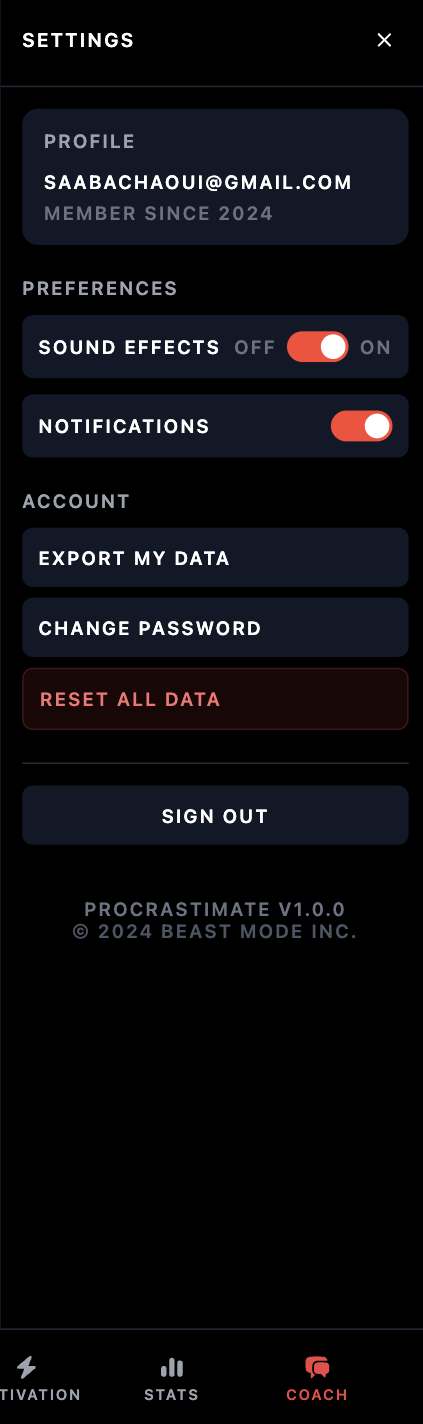 SETTINGS
PROFILE
SAABACHAOUI@GMAIL.COM
MEMBER SINCE 2024
PREFERENCES
SOUND EFFECTS OFF ON
NOTIFICATIONS
ACCOUNT
EXPORT MY DATA
CHANGE PASSWORD
RESET ALL DATA
SIGN OUT
PROCRASTIMATE V1.0.0
© 2024 BEAST MODE INC.
TIVATION STATS COACH